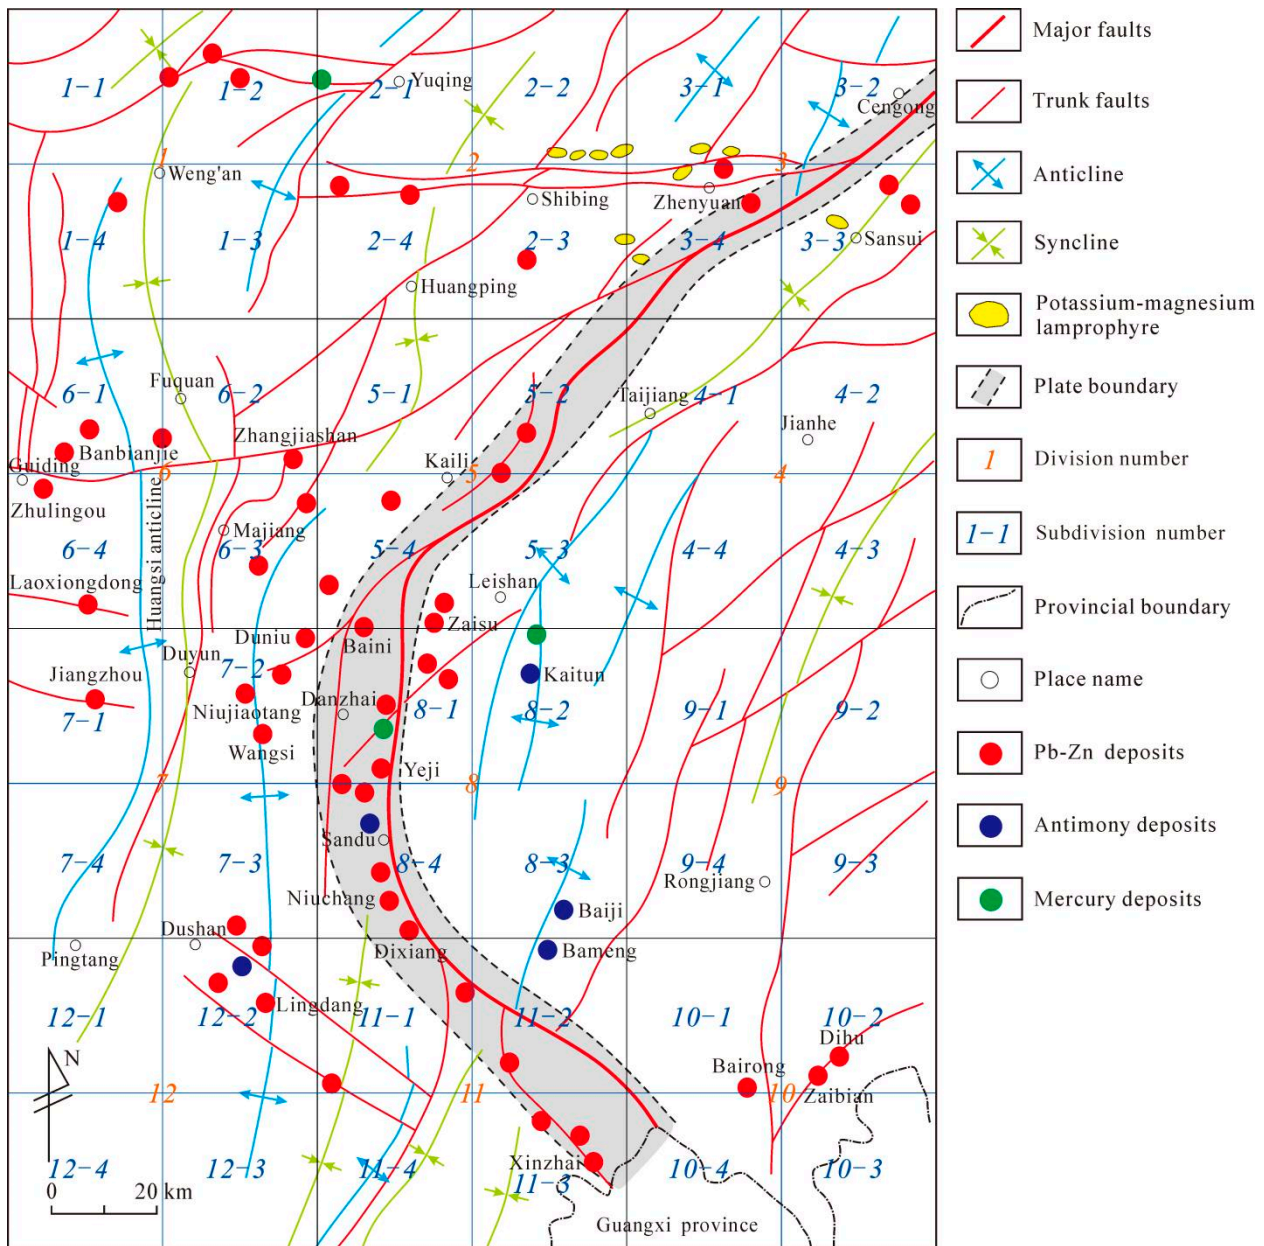 1-1
1-2
2-1
Yuqing
2-2
3-1
3-2
Cengong
1
Weng'an
2
3
Shibing
Zhenyuan
1-4
1-3
2-4
2-3
3-4
3-3
Sansui
Huangping
6-1
Fuquan
6-2
5-1
5-2
Taijiang
4-1
4-2
Jianhe
Zhangjiashan
Banbianjie
Guiding
6
Kaili
5
4
Zhulingou
Huangsi anticline
Majiang
6-4
6-3
5-4
5-3
4-4
4-3
Laoxiongdong
Leishan
Zaisu
Duniu
Baini
Duyun
7-2
Jiangzhou
Kaitun
Danzhai
7-1
Niujiaotang
8-1
8-2
9-1
9-2
Wangsi
Yeji
7
8
9
Sandu
7-4
7-3
8-4
8-3
9-4
9-3
Rongjiang
Niuchang
Baiji
Dushan
Dixiang
Bameng
Pingtang
Lingdang
12-1
12-2
11-1
11-2
10-1
10-2
Dihu
N
Bairong
Zaibian
12
11
10
12-4
12-3
11-4
Xinzhai
11-3
10-4
10-3
0 20 km
Guangxi province
Major faults
Trunk faults
Anticline
Syncline
Potassium-magnesium
lamprophyre
Plate boundary
1
Division number
1-1
Subdivision number
Provincial boundary
Place name
Pb-Zn deposits
Antimony deposits
Mercury deposits